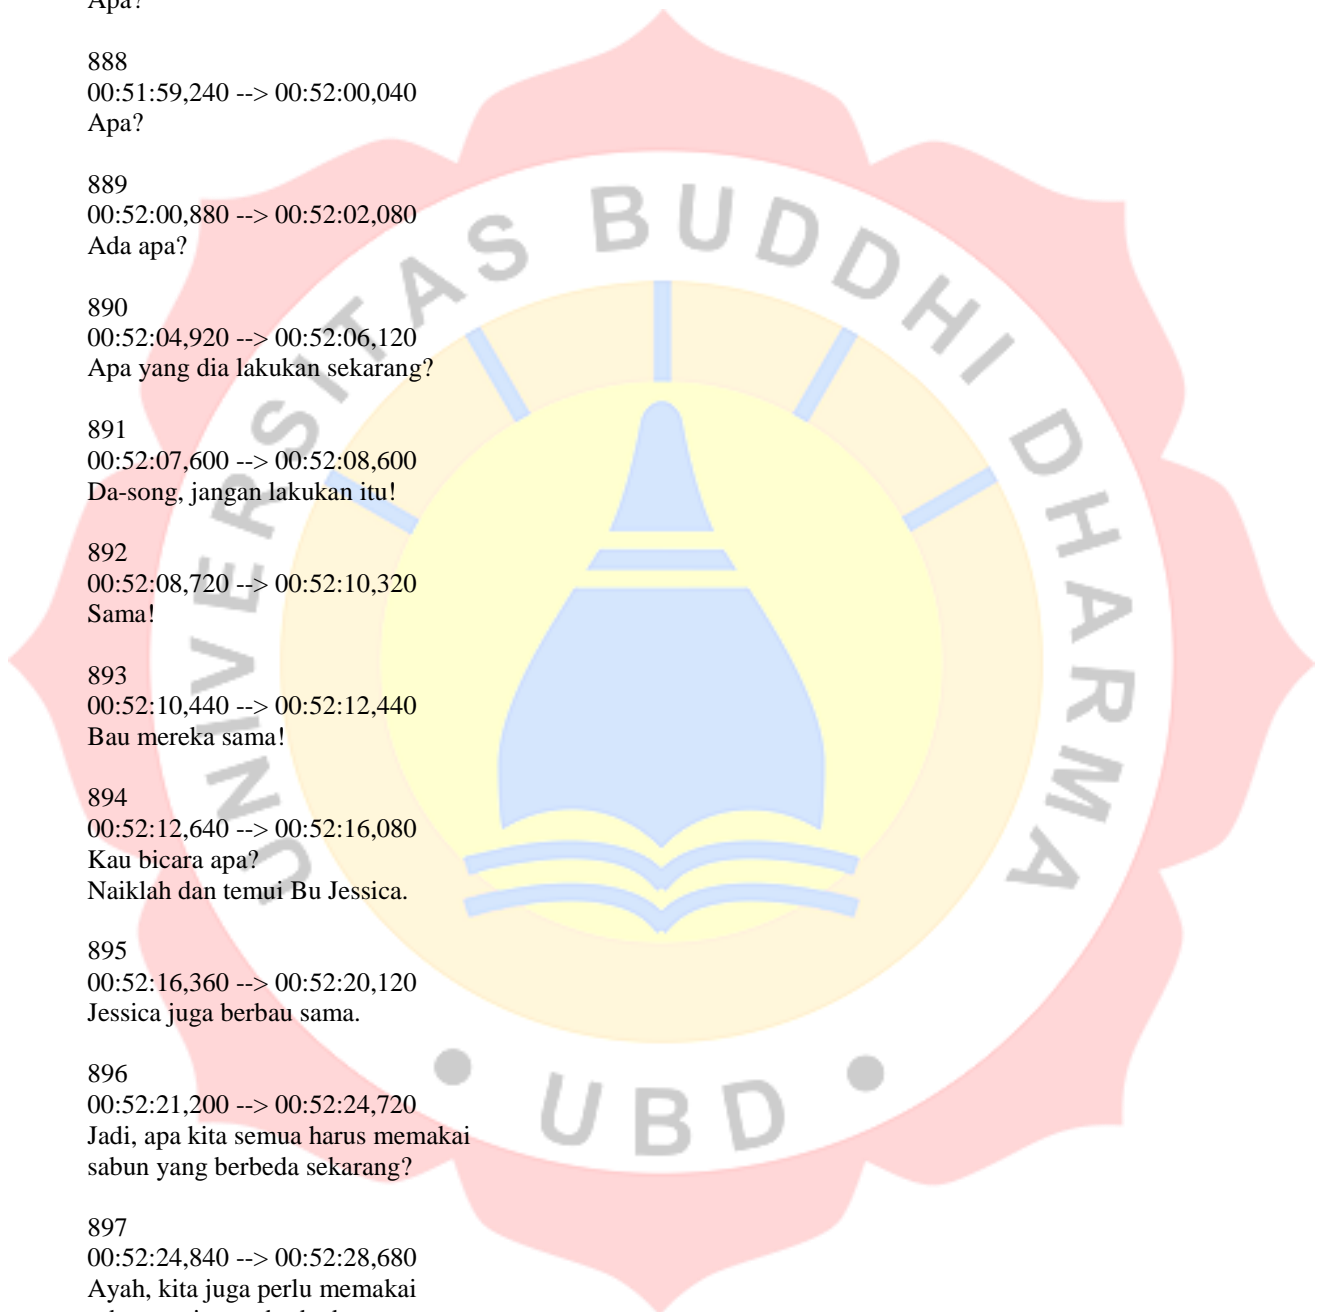 Apa?
888
00:51:59,240 --> 00:52:00,040
Apa?
889
00:52:00,880 --> 00:52:02,080
Ada apa?
890
00:52:04,920 --> 00:52:06,120
Apa yang dia lakukan sekarang?
891
00:52:07,600 --> 00:52:08,600
Da-song, jangan lakukan itu!
892
00:52:08,720 --> 00:52:10,320
Sama!
893
00:52:10,440 --> 00:52:12,440
Bau mereka sama!
894
00:52:12,640 --> 00:52:16,080
Kau bicara apa?
Naiklah dan temui Bu Jessica.
895
00:52:16,360 --> 00:52:20,120
Jessica juga berbau sama.
896
00:52:21,200 --> 00:52:24,720
Jadi, apa kita semua harus memakai
sabun yang berbeda sekarang?
897
00:52:24,840 --> 00:52:28,680
Ayah, kita juga perlu memakai
UNIVERSITAS BUDDHI DHARMA
UBD